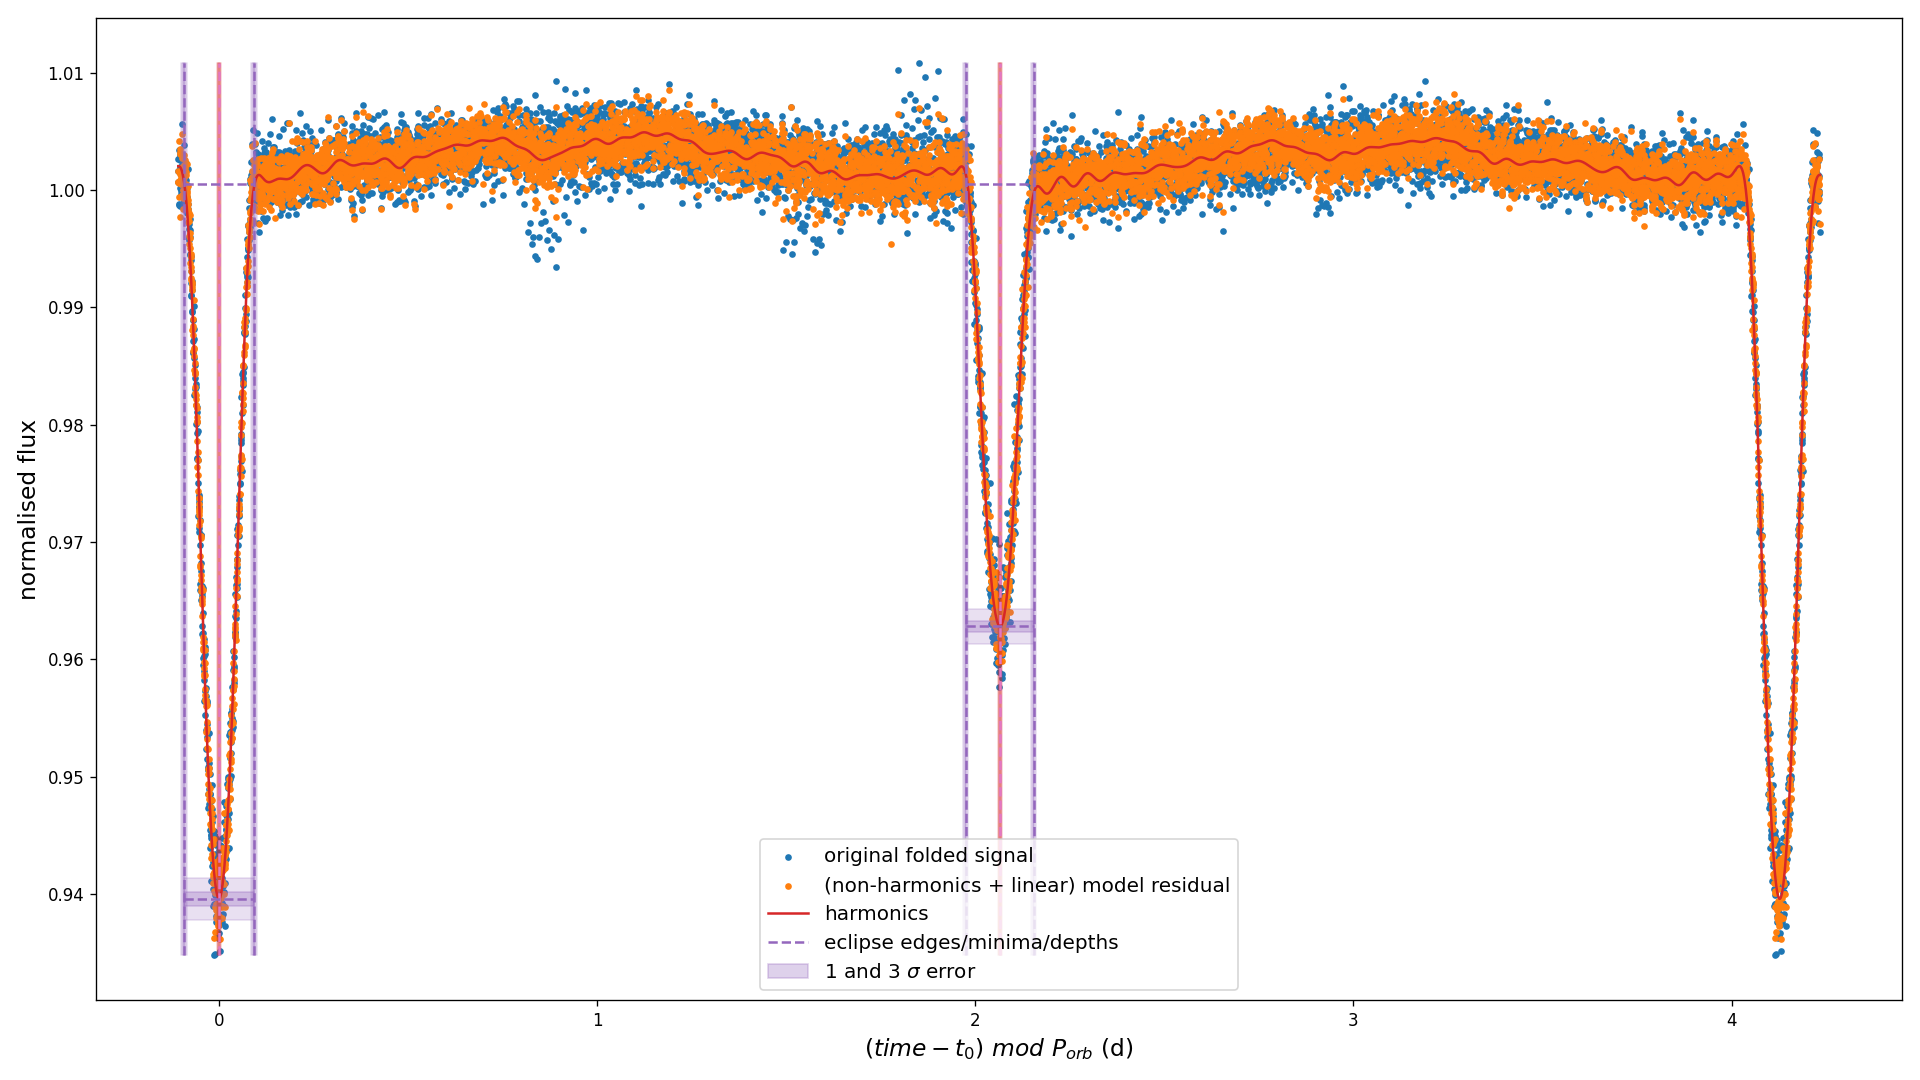 1.01
1.00
0.99
0.98
0.97
0.96
0.95
0.94
normalised flux
original folded signal
(non-harmonics + linear) model residual
harmonics
eclipse edges/minima/depths
1 and 3 σ error
0 1 2 3 4
(time − t₀) mod Pₒᵣb (d)